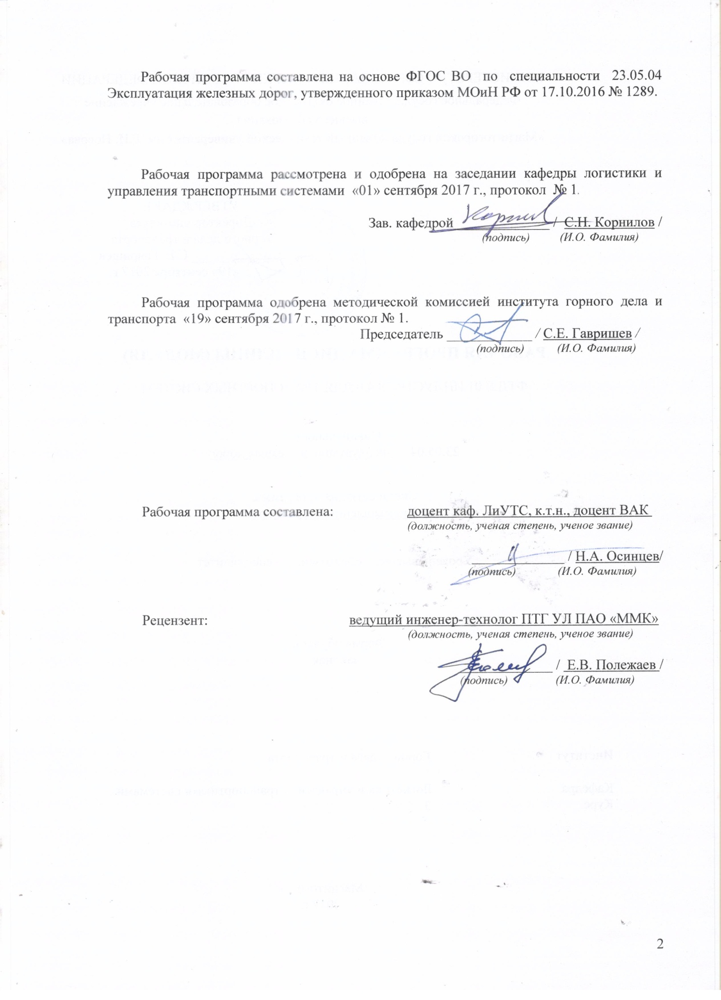 Рабочая программа составлена на основе ФГОС ВО по специальности 23.05.04
Эксплуатация железных дорог, утвержденного приказом МОиН РФ от 17.10.2016 № 1289.
Рабочая программа рассмотрена и одобрена на заседании кафедры логистики и
управления транспортными системами «01» сентября 2017 г., протокол № 1.
Зав. кафедрой ______________ / С.Н. Корнилов /
(подпись) (И.О. Фамилия)
Рабочая программа одобрена методической комиссией института горного дела и
транспорта «19» сентября 2017 г., протокол № 1.
Председатель ____________ / С.Е. Гавришев /
(подпись) (И.О. Фамилия)
Рабочая программа составлена: доцент каф. ЛиУТС, к.т.н., доцент ВАК
(должность, ученая степень, ученое звание)
_____________ / Н.А. Осинцев/
(подпись) (И.О. Фамилия)
Рецензент: ведущий инженер-технолог ПТГ УЛ ПАО «ММК»
(должность, ученая степень, ученое звание)
_____________ / Е.В. Полежаев /
(подпись) (И.О. Фамилия)
2